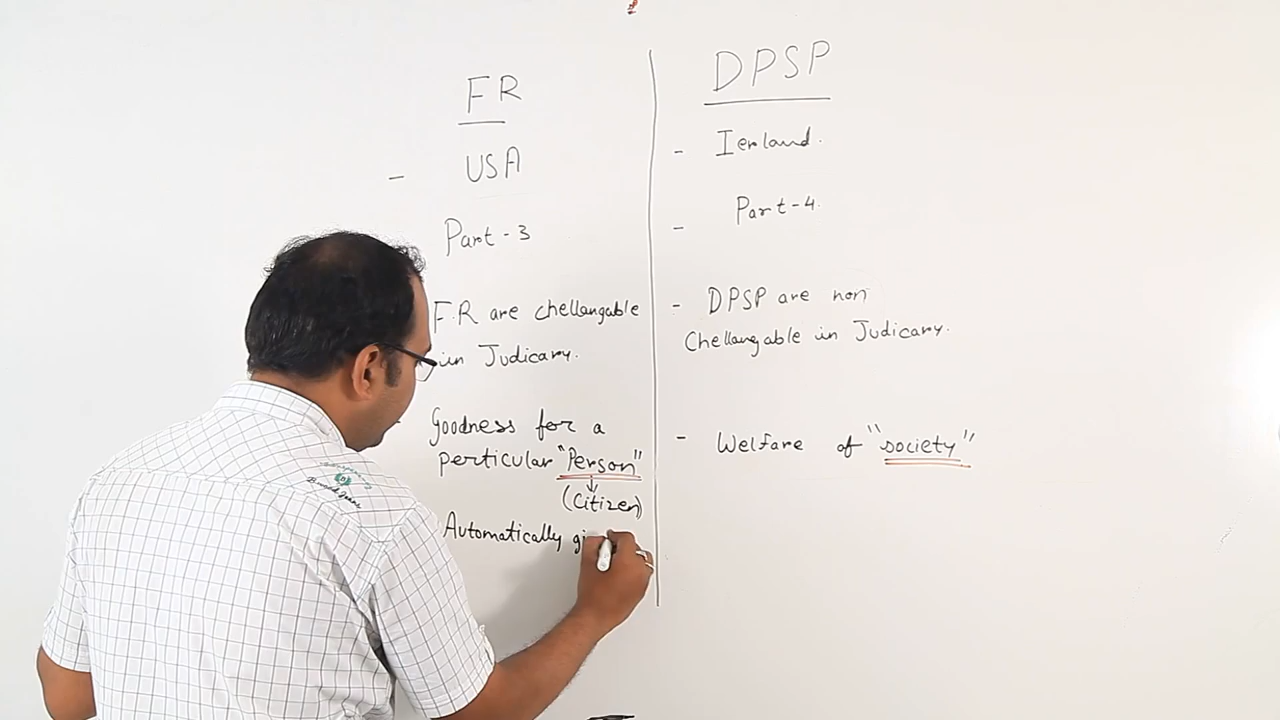 FR
USA
Part - 3
F.R are chellangable
in Judicary.
Goodness for a
perticular "Person"
(Citizen)
Automatically gi
DPSP
- Ierland.
- Part-4.
- DPSP are non
Chellangable in Judicary.
- Welfare of "society"